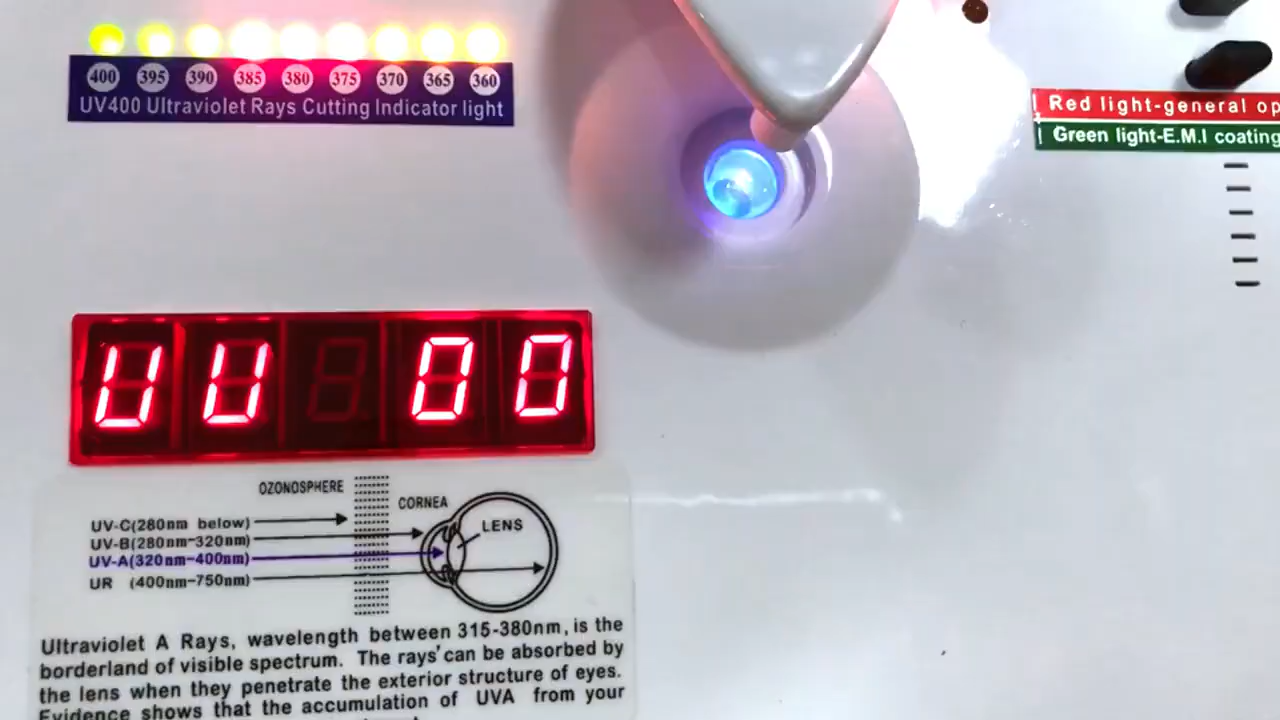 400 395 390 385 380 375 370 365 360
UV400 Ultraviolet Rays Cutting Indicator light
Red light-general op
Green light-E.M.I coating
UU 00
OZONOSPHERE
CORNEA
LENS
UV-C(280nm below)
UV-B(280nm-320nm)
UV-A(320nm-400nm)
UR (400nm-750nm)
Ultraviolet A Rays, wavelength between 315-380nm, is the
borderland of visible spectrum. The rays' can be absorbed by
the lens when they penetrate the exterior structure of eyes.
Evidence shows that the accumulation of UVA from your